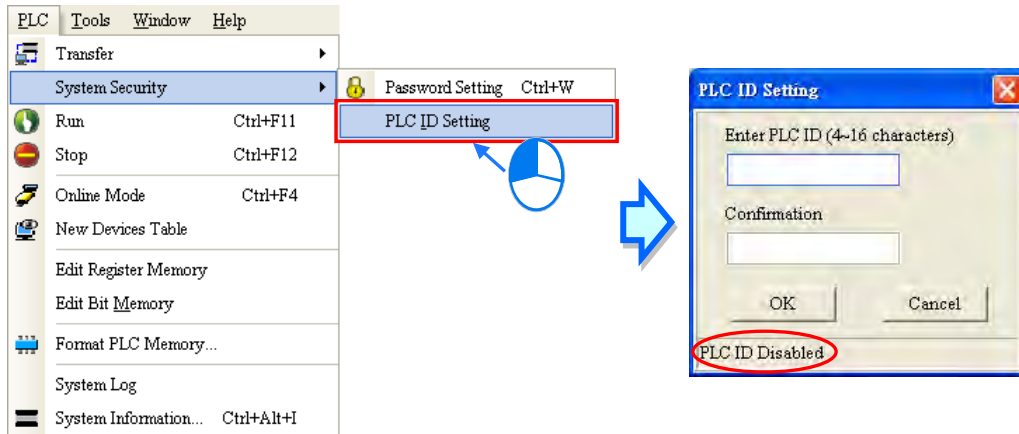 PLC Tools Window Help
Transfer
System Security
Run Ctrl+F11
Stop Ctrl+F12
Online Mode Ctrl+F4
New Devices Table
Edit Register Memory
Edit Bit Memory
Format PLC Memory...
System Log
System Information... Ctrl+Alt+I
Password Setting Ctrl+W
PLC ID Setting
PLC ID Setting
Enter PLC ID (4~16 characters)
Confirmation
OK Cancel
PLC ID Disabled